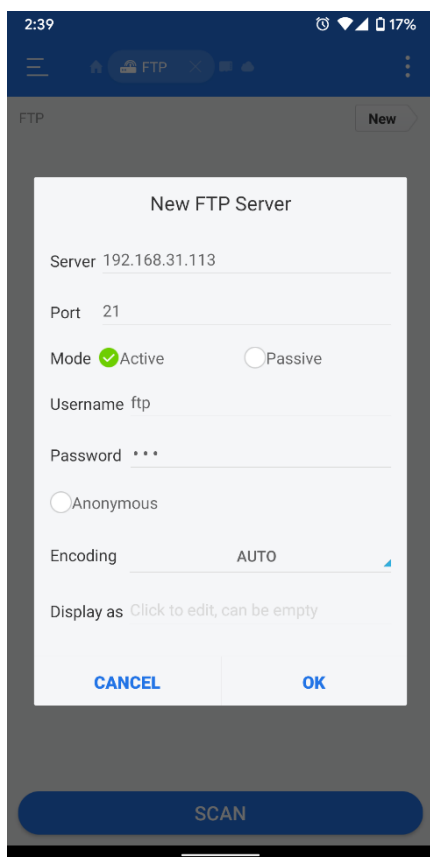 2:39 17%
FTP
FTP New
New FTP Server
Server 192.168.31.113
Port 21
Mode Active Passive
Username ftp
Password •••
Anonymous
Encoding AUTO
Display as Click to edit, can be empty
CANCEL OK
SCAN